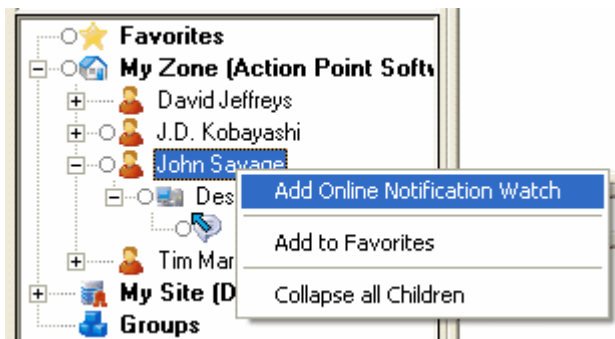 Favorites
My Zone (Action Point Softw
David Jeffreys
J.D. Kobayashi
John Savage
Add Online Notification Watch
Des
Add to Favorites
Tim Mar
Collapse all Children
My Site (D
Groups